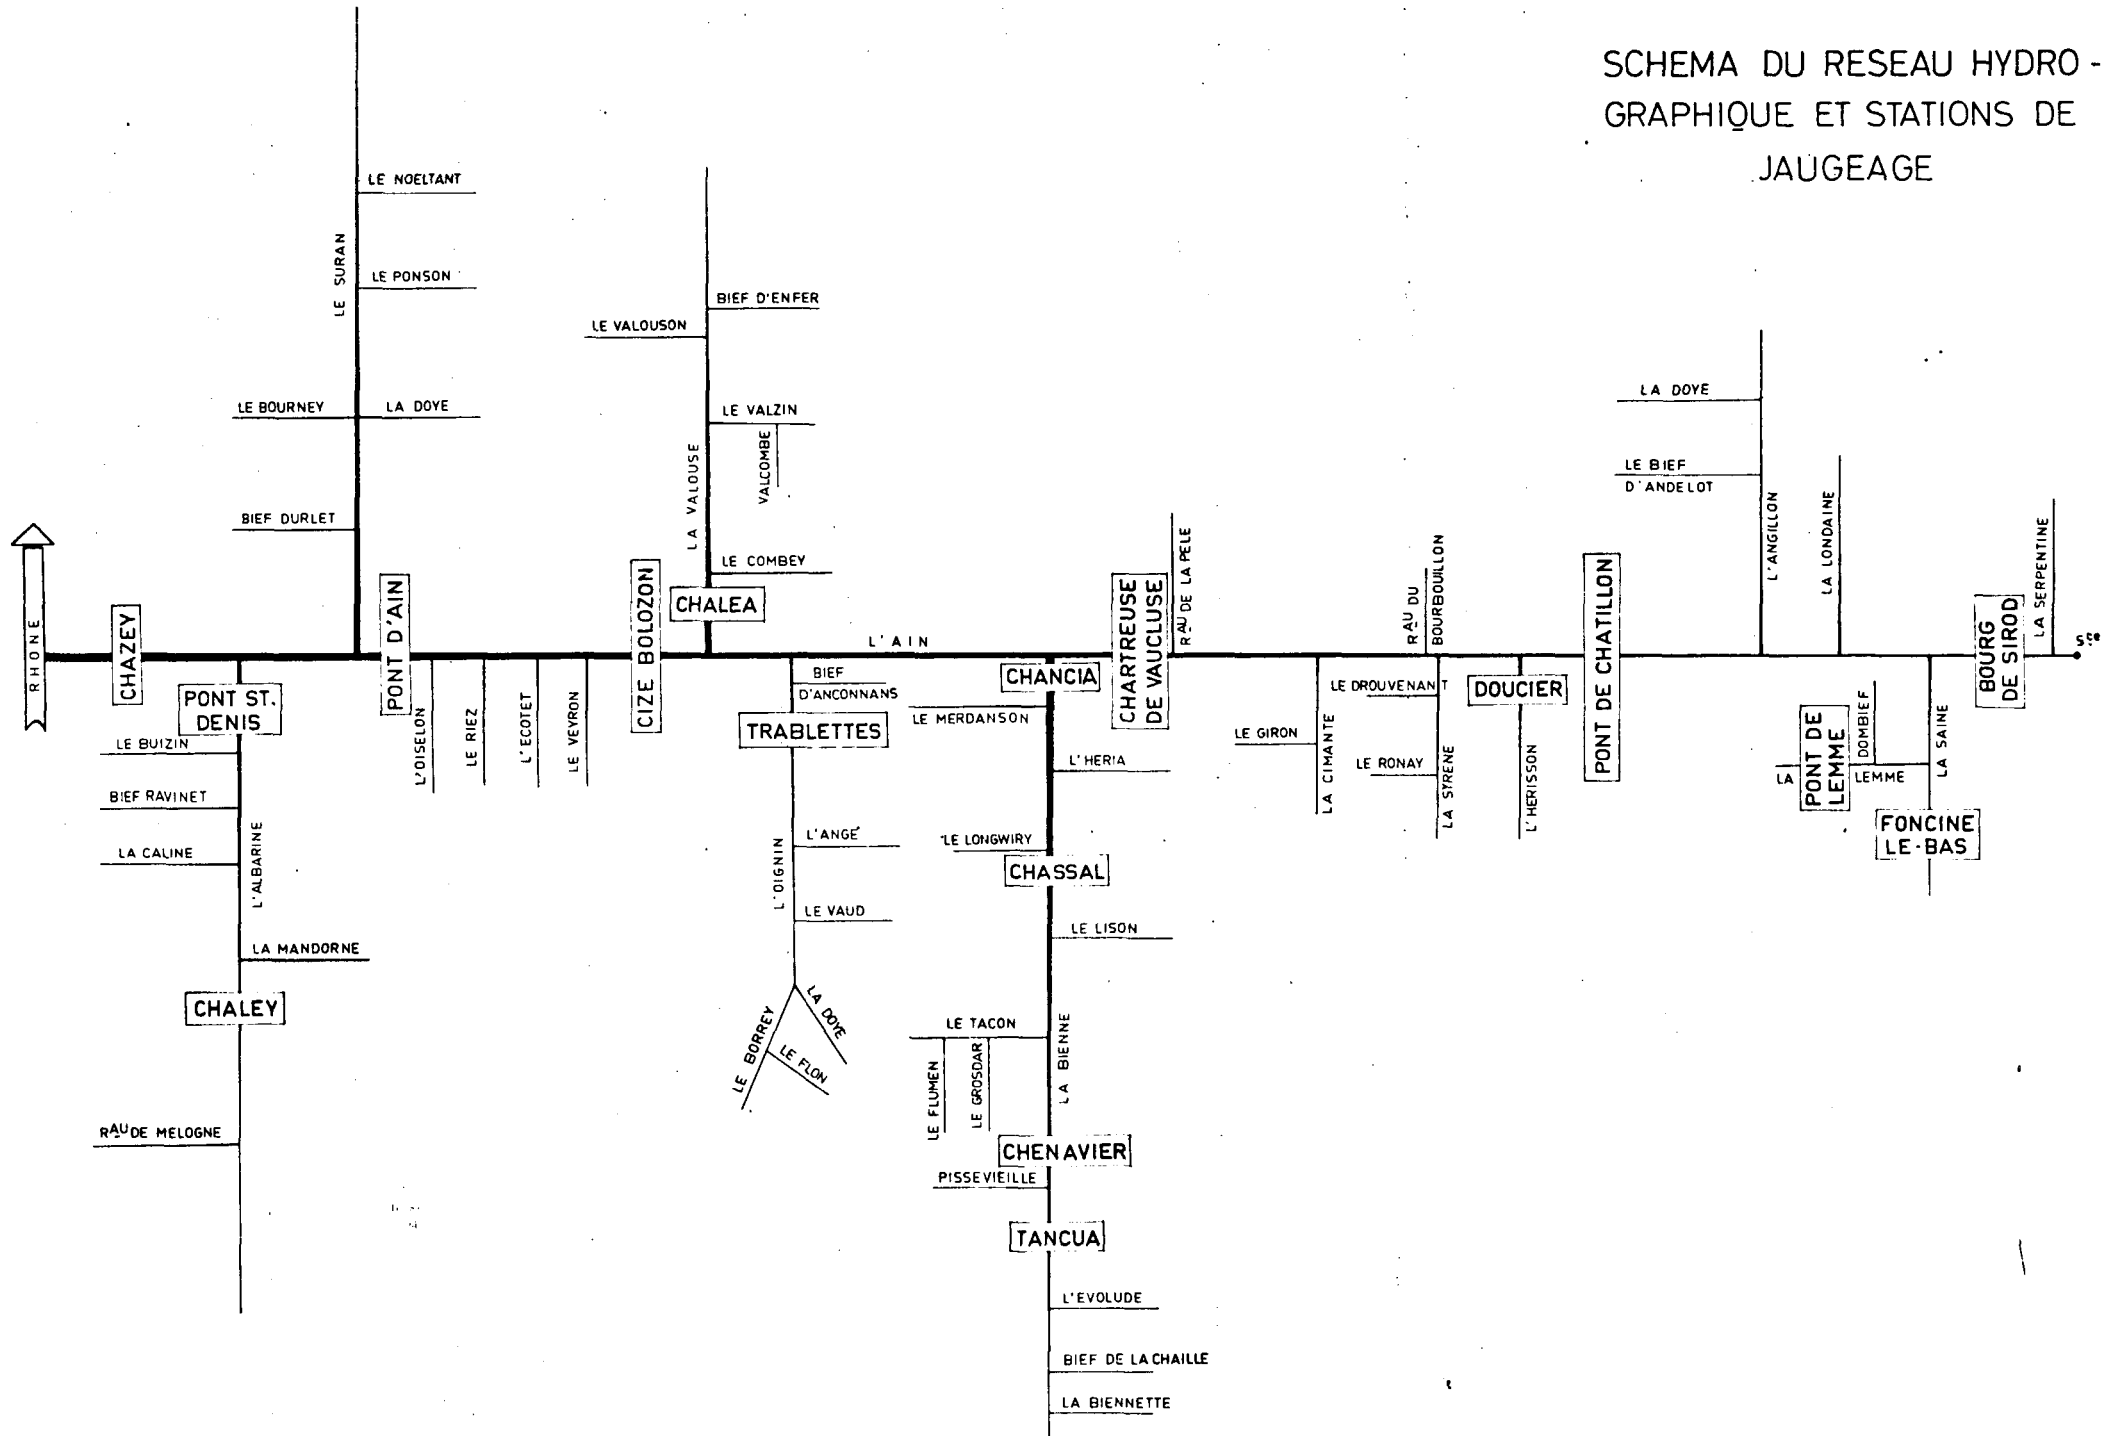 SCHEMA DU RESEAU HYDRO -
GRAPHIQUE ET STATIONS DE
JAUGEAGE
LE NOELTANT
LE SURAN
LE PONSON
BIEF D'ENFER
LE VALOUSON
LE BOURNEY
LA DOYE
LE VALZIN
VALCOMBE
LA VALOUSE
BIEF DURLET
LE COMBEY
LA DOYE
LE BIEF
D'ANDELOT
L'ANGILLON
LA LONDAINE
LA SERPENTINE
RHONE
CHAZEY
PONT D'AIN
CIZE BOLOZON
CHALEA
L'AIN
CHARTREUSE
DE VAUCLUSE
RAU DE LA PELE
RAU DU
BOURBOUILLON
PONT DE CHATILLON
BOURG
DE SIROD
Sce
PONT ST.
DENIS
L'OISELON
LE RIEZ
L'ECOTET
LE VEYRON
BIEF
D'ANCONNANS
TRABLETTES
CHANCIA
LE MERDANSON
LE DROUVENANT
DOUCIER
LE GIRON
LA CIMANTE
LE RONAY
LA SYRENE
L'HERISSON
LA
PONT DE
LEMME
DOMBIEF
LEMME
LA SAINE
FONCINE
LE-BAS
LE BUIZIN
BIEF RAVINET
LA CALINE
L'ALBARINE
LA MANDORNE
CHALEY
RAU DE MELOGNE
L'HERIA
L'ANGE
L'OIGNIN
LE VAUD
LA DOYE
LE BORREY
LE FLON
LE LONGWIRY
CHASSAL
LE LISON
LE TACON
LE FLUMEN
LE GROSDAR
LA BIENNE
CHENAVIER
PISSEVIEILLE
TANCUA
L'EVOLUDE
BIEF DE LA CHAILLE
LA BIENNETTE